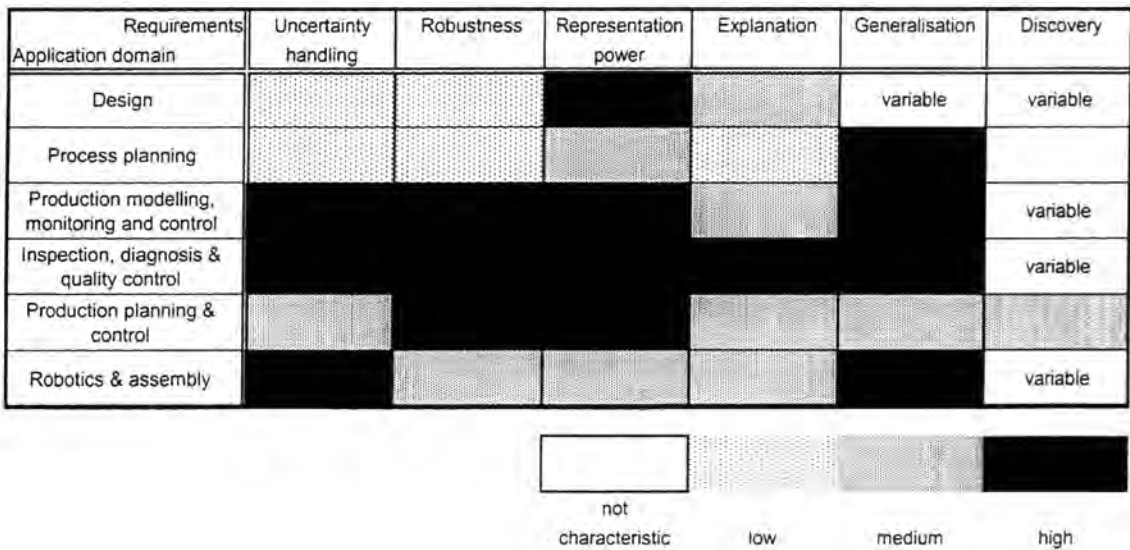 Requirements Uncertainty handling Robustness Representation power Explanation Generalisation Discovery
Application domain
Design variable variable
Process planning
Production modelling, monitoring and control variable
Inspection, diagnosis & quality control variable
Production planning & control
Robotics & assembly variable
not characteristic low medium high